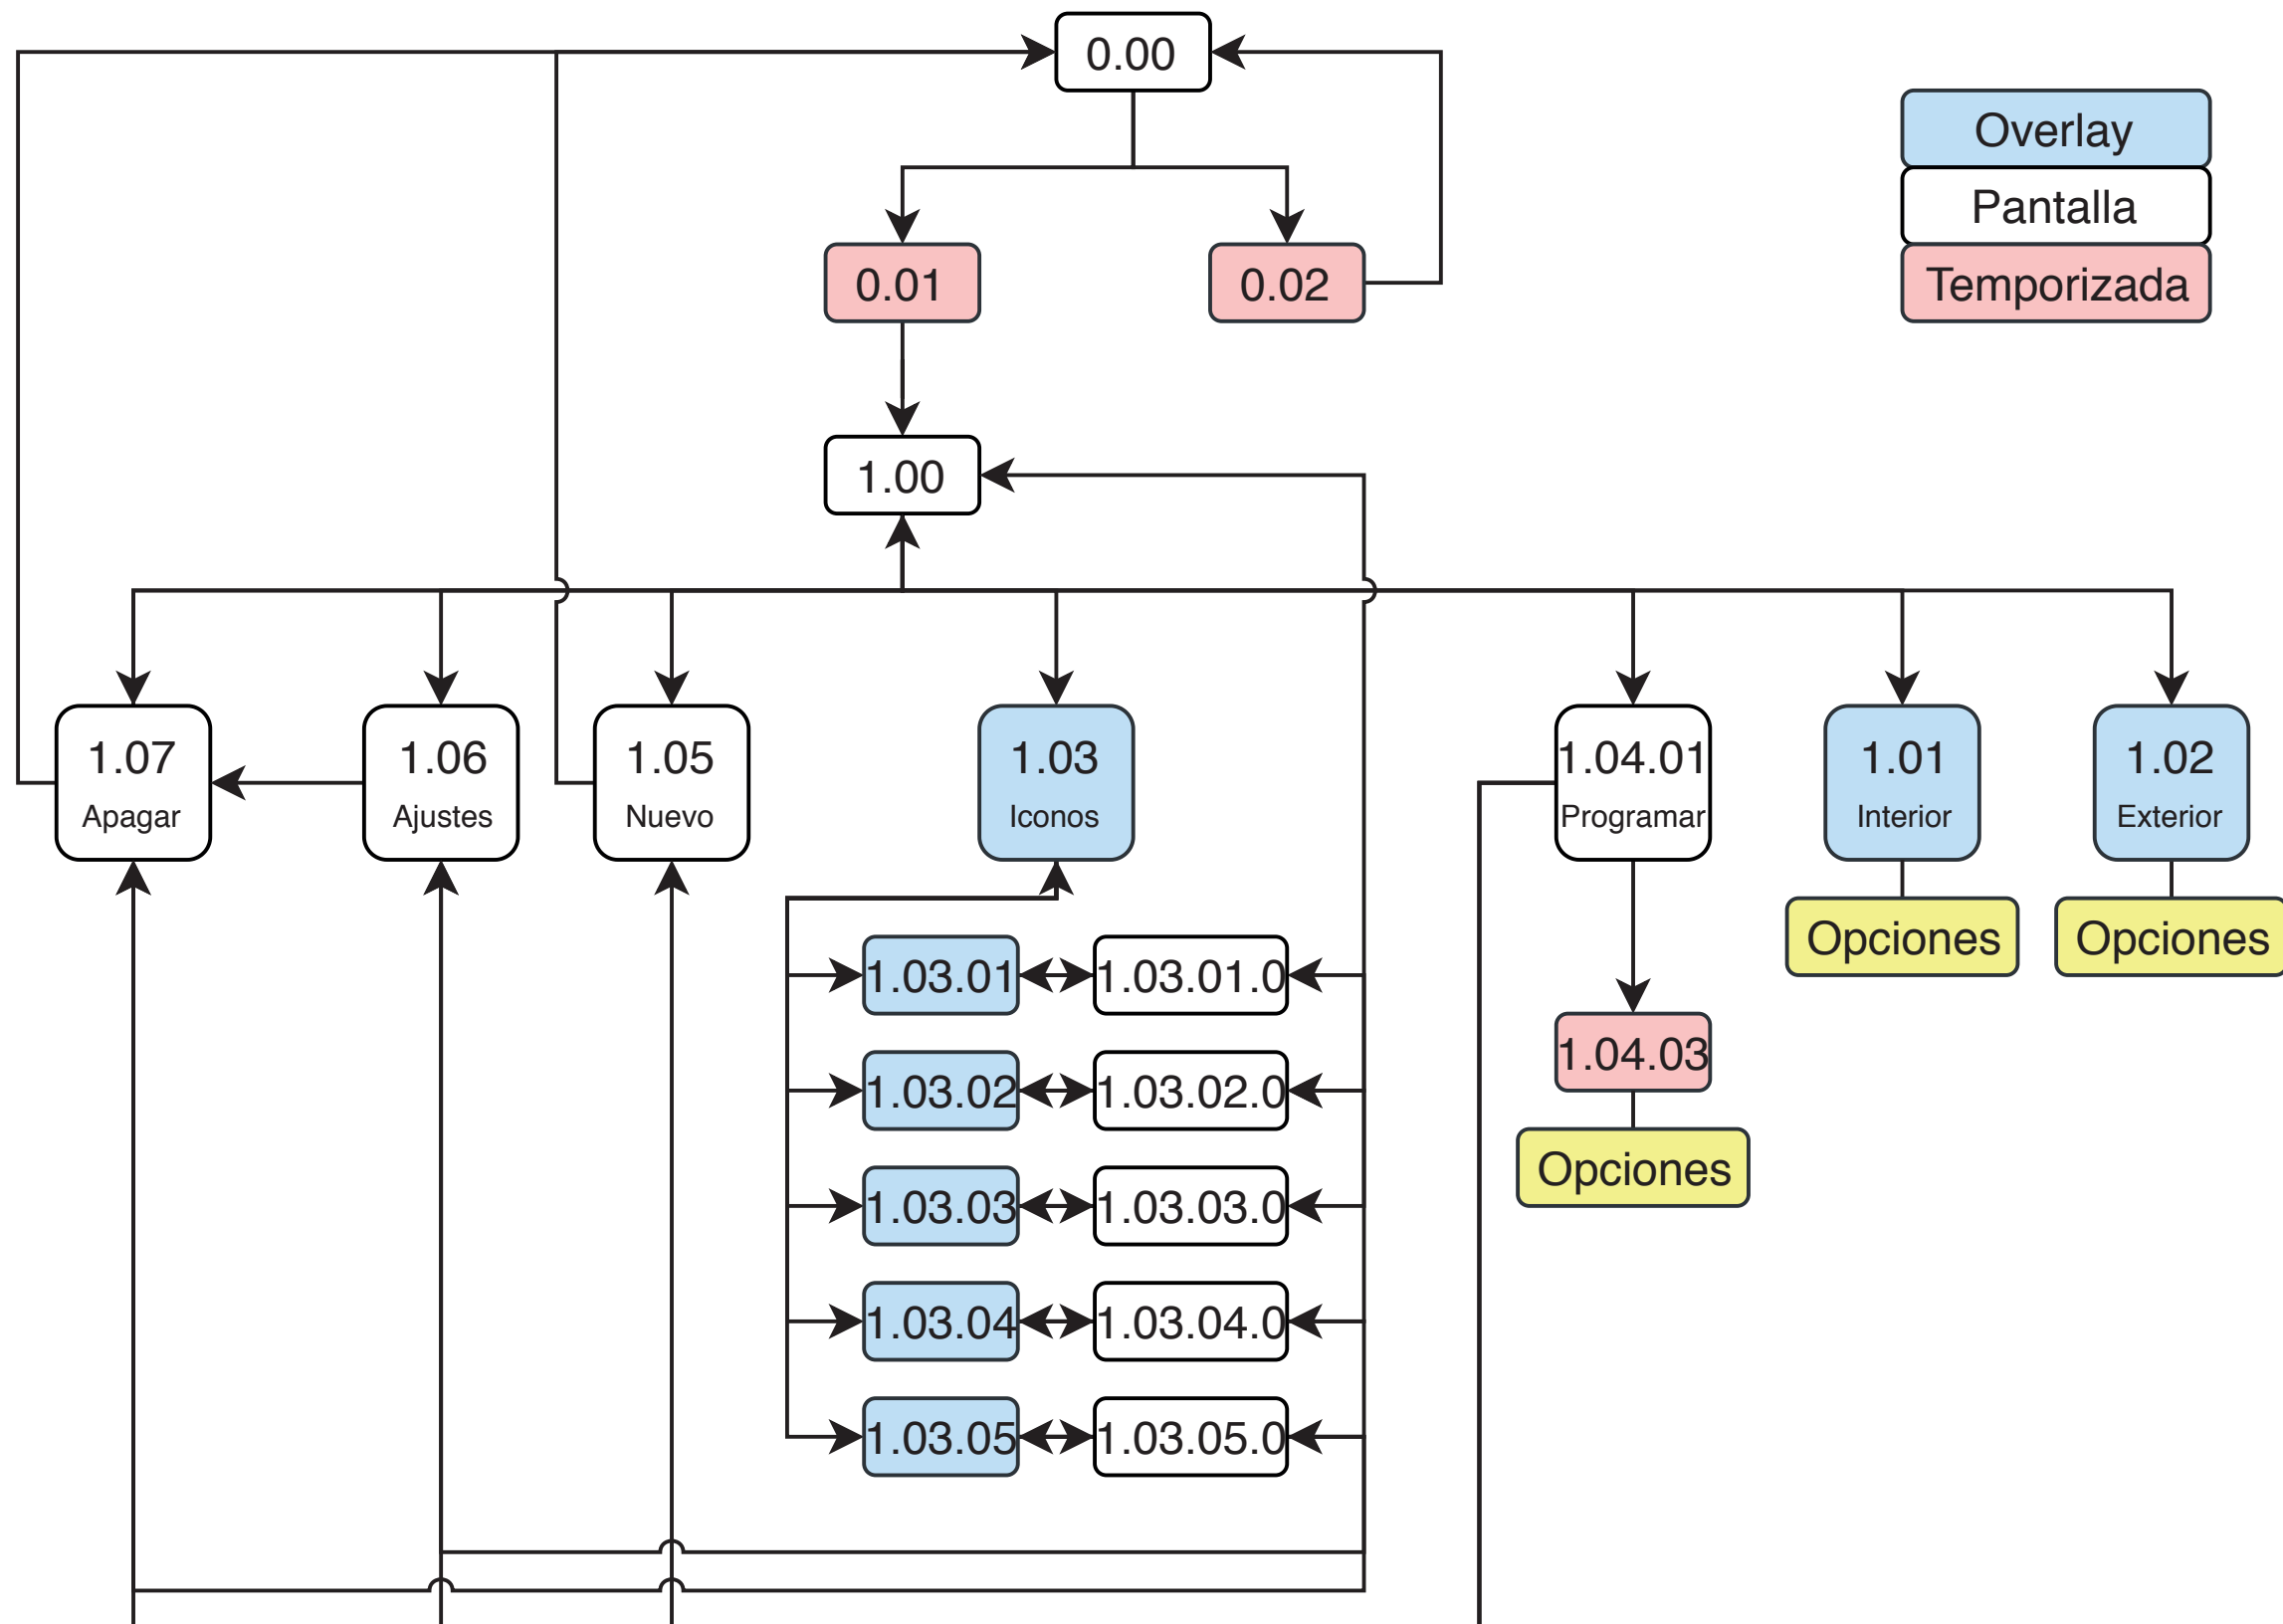 0.00
Overlay
Pantalla
Temporizada
0.01
0.02
1.00
1.07
Apagar
1.06
Ajustes
1.05
Nuevo
1.03
Iconos
1.04.01
Programar
1.01
Interior
1.02
Exterior
Opciones
Opciones
1.03.01
1.03.01.0
1.04.03
1.03.02
1.03.02.0
Opciones
1.03.03
1.03.03.0
1.03.04
1.03.04.0
1.03.05
1.03.05.0